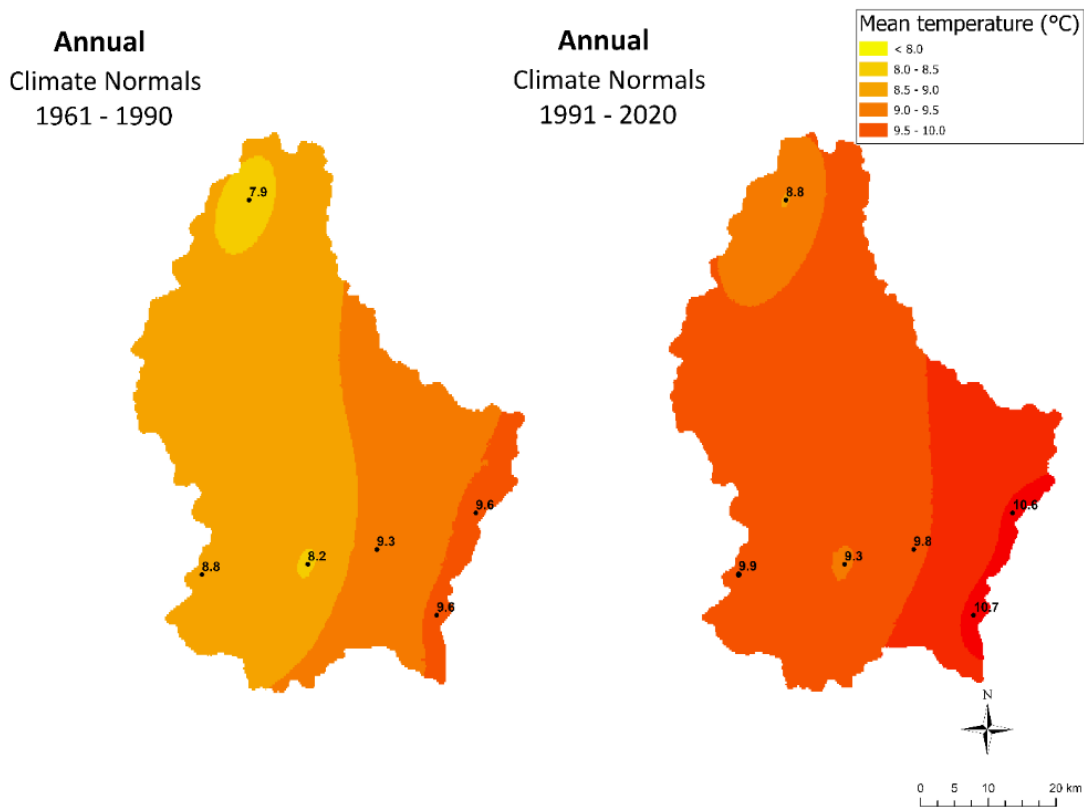 Annual
Climate Normals
1961 - 1990
Annual
Climate Normals
1991 - 2020
Mean temperature (°C)
< 8.0
8.0 - 8.5
8.5 - 9.0
9.0 - 9.5
9.5 - 10.0
7.9
9.6
9.3
8.2
8.8
9.6
8.8
10.6
9.8
9.3
9.9
10.7
N
0 5 10 20 km